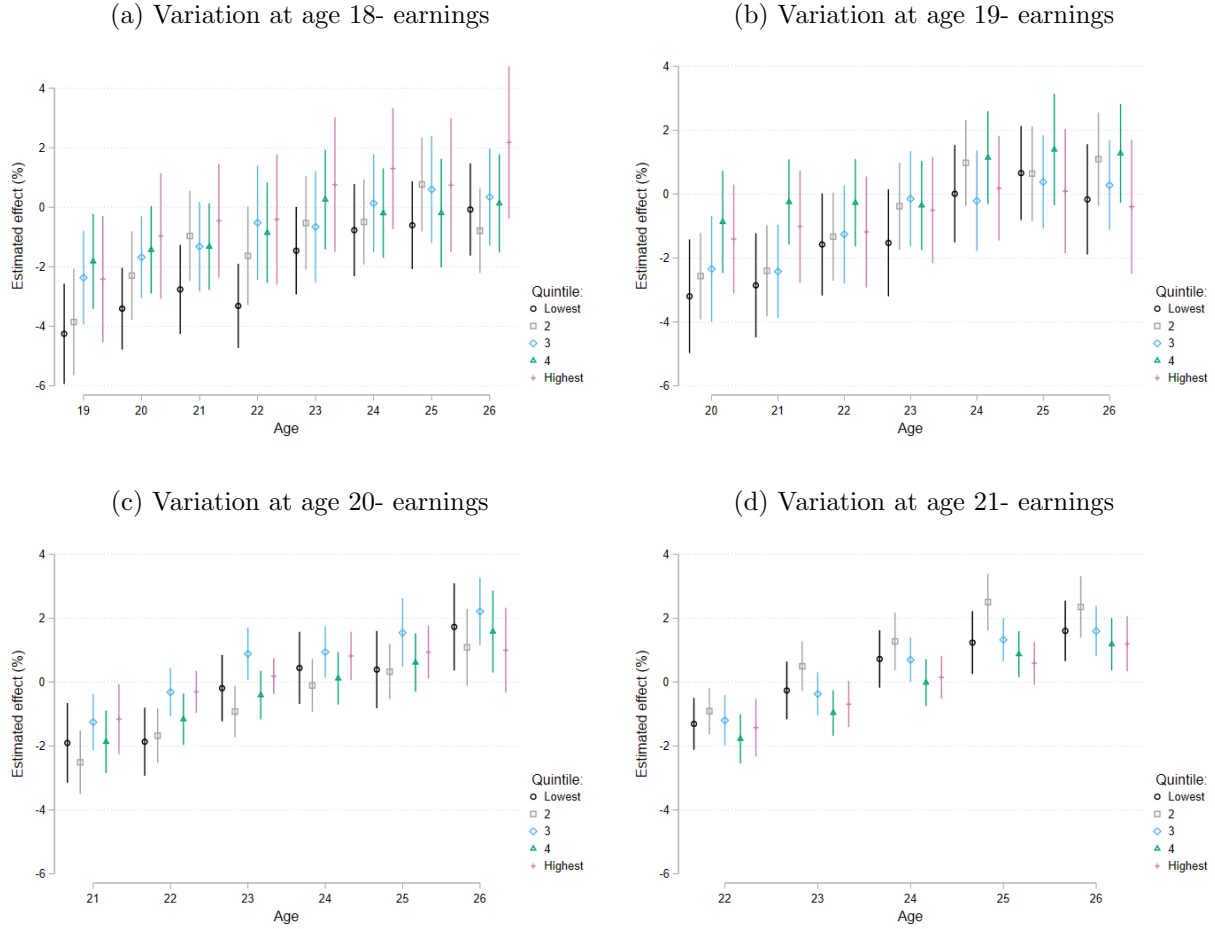 (a) Variation at age 18- earnings
Estimated effect (%)
4
2
0
-2
-4
-6
19 20 21 22 23 24 25 26
Age
Quintile:
Lowest
2
3
4
Highest
(b) Variation at age 19- earnings
Estimated effect (%)
4
2
0
-2
-4
-6
20 21 22 23 24 25 26
Age
Quintile:
Lowest
2
3
4
Highest
(c) Variation at age 20- earnings
Estimated effect (%)
4
2
0
-2
-4
-6
21 22 23 24 25 26
Age
Quintile:
Lowest
2
3
4
Highest
(d) Variation at age 21- earnings
Estimated effect (%)
4
2
0
-2
-4
-6
22 23 24 25 26
Age
Quintile:
Lowest
2
3
4
Highest